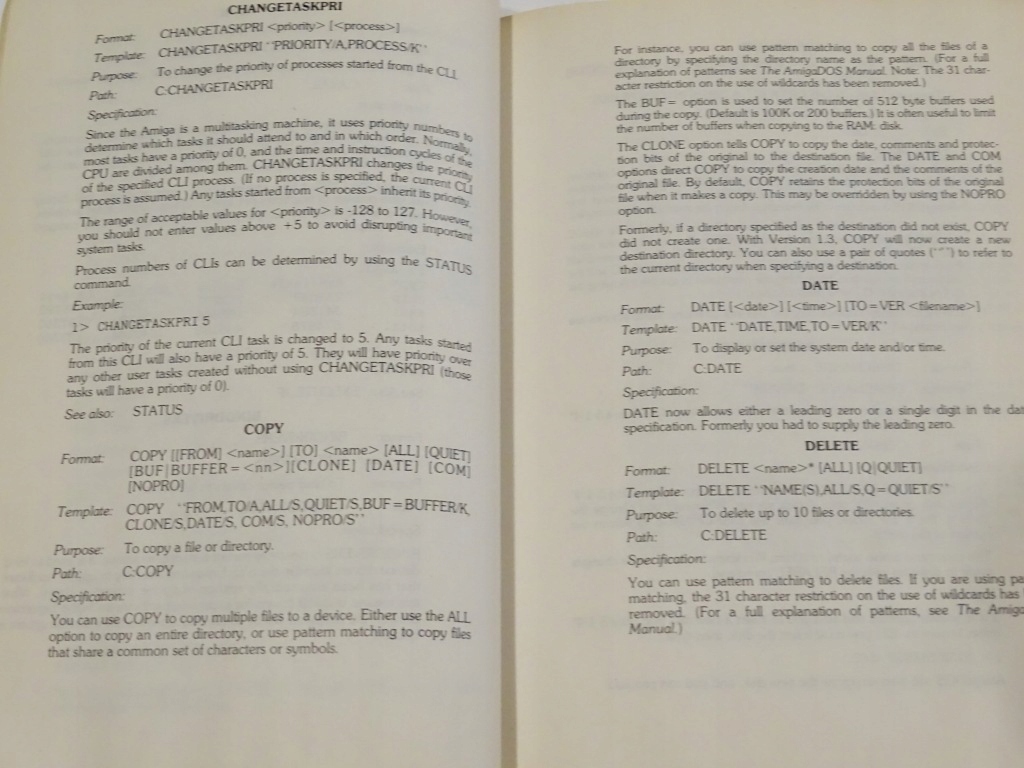 CHANGETASKPRI
Format: CHANGETASKPRI <priority> [<process>]
Template: CHANGETASKPRI "PRIORITY/A,PROCESS/K"
Purpose: To change the priority of processes started from the CLI.
Path: C:CHANGETASKPRI
Specification:
Since the Amiga is a multitasking machine, it uses priority numbers to
determine which tasks it should attend to and in which order. Normally,
most tasks have a priority of 0, and the time and instruction cycles of the
CPU are divided among them. CHANGETASKPRI changes the priority
of the specified CLI process. (If no process is specified, the current CLI
process is assumed.) Any tasks started from <process> inherit its priority.
The range of acceptable values for <priority> is -128 to 127. However,
you should not enter values above +5 to avoid disrupting important
system tasks.
Process numbers of CLIs can be determined by using the STATUS
command.
Example:
1> CHANGETASKPRI 5
The priority of the current CLI task is changed to 5. Any tasks started
from this CLI will also have a priority of 5. They will have priority over
any other user tasks created without using CHANGETASKPRI (those
tasks will have a priority of 0).
See also: STATUS
COPY
Format: COPY [[FROM] <name>] [TO] <name> [ALL] [QUIET]
[BUF|BUFFER=<nn>][CLONE] [DATE] [COM]
[NOPRO]
Template: COPY "FROM,TO/A,ALL/S,QUIET/S,BUF=BUFFER/K,
CLONE/S,DATE/S, COM/S, NOPRO/S"
Purpose: To copy a file or directory.
Path: C:COPY
Specification:
You can use COPY to copy multiple files to a device. Either use the ALL
option to copy an entire directory, or use pattern matching to copy files
that share a common set of characters or symbols.
For instance, you can use pattern matching to copy all the files of a
directory by specifying the directory name as the pattern. (For a full
explanation of patterns see The AmigaDOS Manual. Note: The 31 char-
acter restriction on the use of wildcards has been removed.)
The BUF= option is used to set the number of 512 byte buffers used
during the copy. (Default is 100K or 200 buffers.) It is often useful to limit
the number of buffers when copying to the RAM: disk.
The CLONE option tells COPY to copy the date, comments and protec-
tion bits of the original to the destination file. The DATE and COM
options direct COPY to copy the creation date and the comments of the
original file. By default, COPY retains the protection bits of the original
file when it makes a copy. This may be overridden by using the NOPRO
option.
Formerly, if a directory specified as the destination did not exist, COPY
did not create one. With Version 1.3, COPY will now create a new
destination directory. You can also use a pair of quotes ("") to refer to
the current directory when specifying a destination.
DATE
Format: DATE [<date>] [<time>] [TO=VER <filename>]
Template: DATE "DATE,TIME,TO=VER/K"
Purpose: To display or set the system date and/or time.
Path: C:DATE
Specification:
DATE now allows either a leading zero or a single digit in the dat
specification. Formerly you had to supply the leading zero.
DELETE
Format: DELETE <name>* [ALL] [Q|QUIET]
Template: DELETE "NAME(S),ALL/S,Q=QUIET/S"
Purpose: To delete up to 10 files or directories.
Path: C:DELETE
Specification:
You can use pattern matching to delete files. If you are using pa
matching, the 31 character restriction on the use of wildcards has
removed. (For a full explanation of patterns, see The Amiga
Manual.)